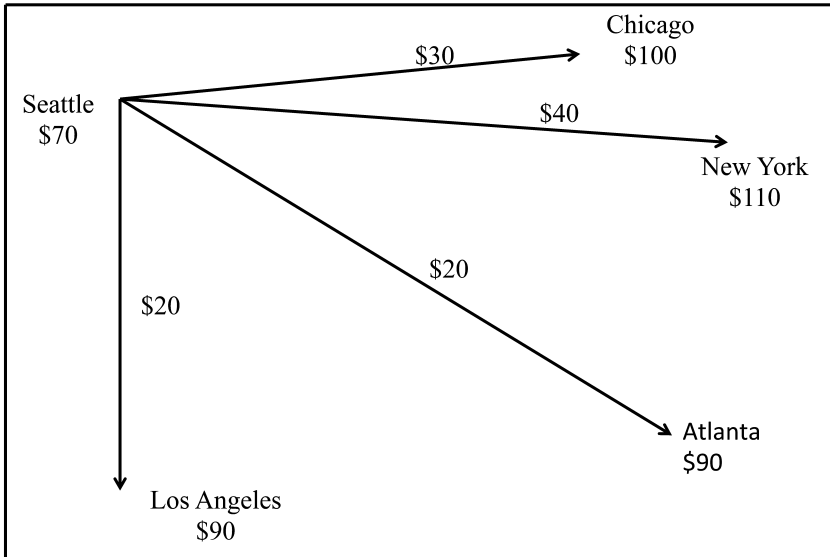 Chicago
$100
$30
Seattle
$70
$40
New York
$110
$20
$20
Atlanta
$90
Los Angeles
$90